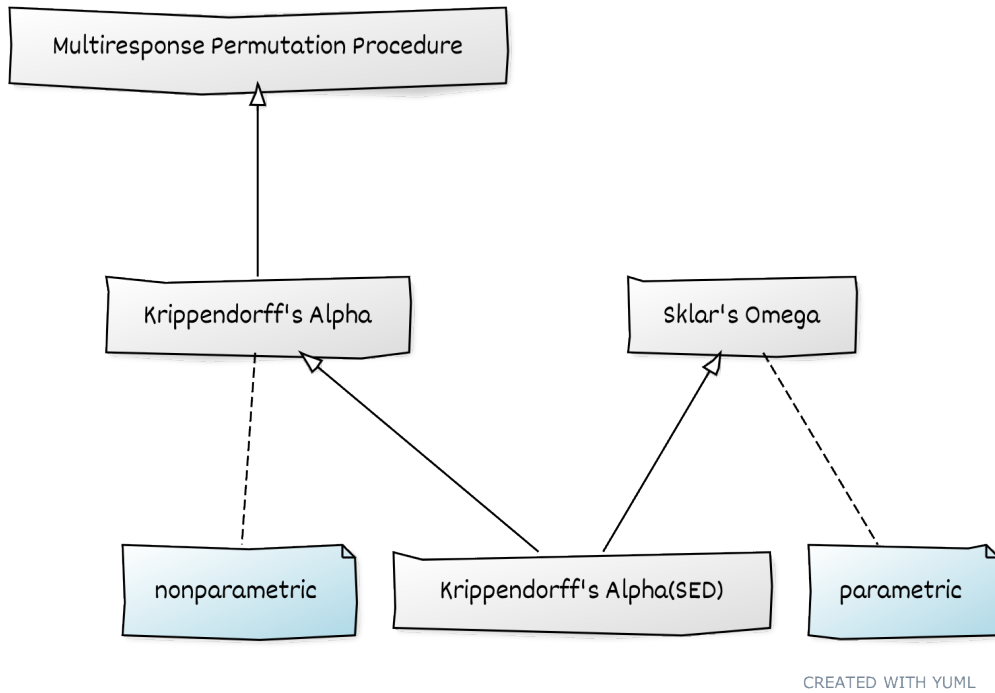 Multiresponse Permutation Procedure
Krippendorff's Alpha
Sklar's Omega
nonparametric
Krippendorff's Alpha(SED)
parametric
CREATED WITH YUML